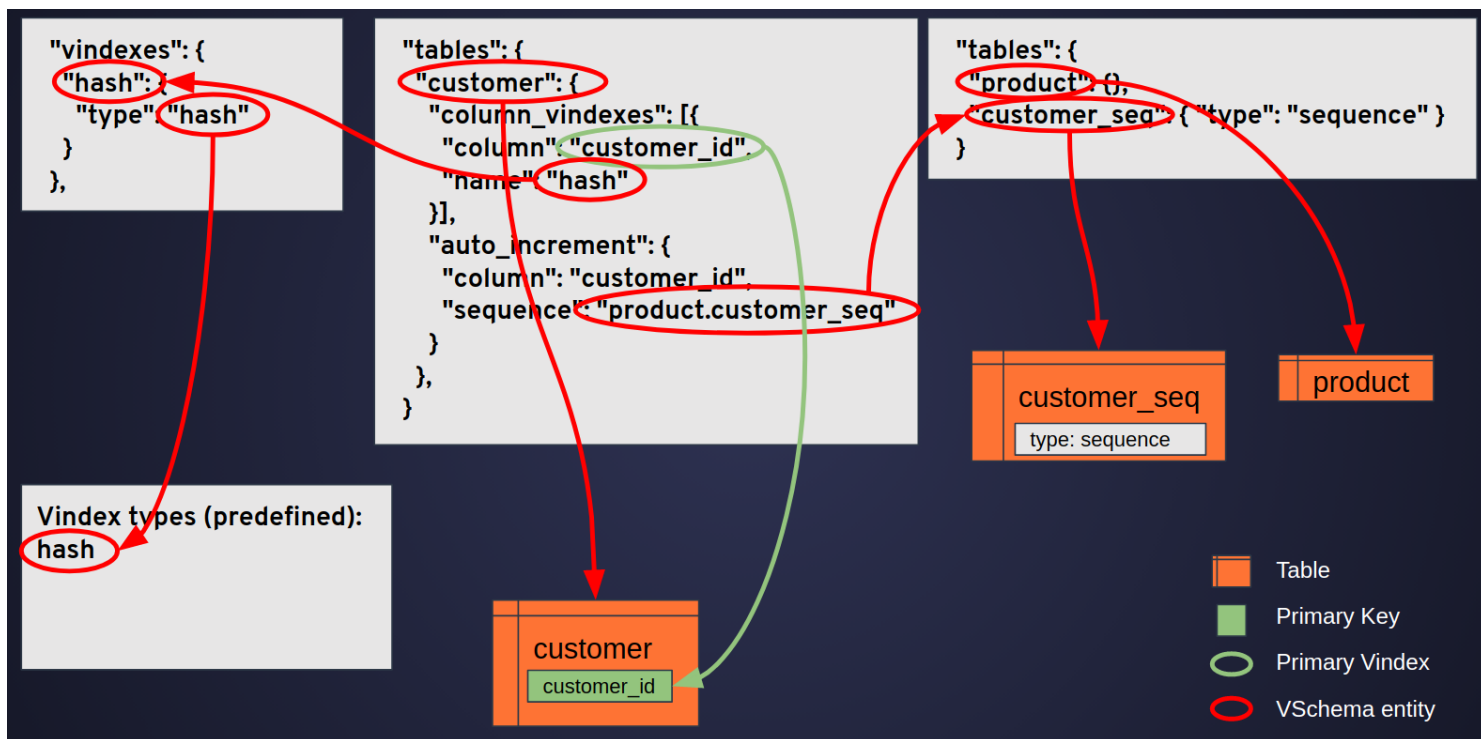 "vindexes": {
"hash": {
"type": "hash"
}
},
"tables": {
"customer": {
"column_vindexes": [{
"column": "customer_id",
"name": "hash"
}],
"auto_increment": {
"column": "customer_id",
"sequence": "product.customer_seq"
}
},
}
"tables": {
"product": {},
"customer_seq": { "type": "sequence" }
}
customer_seq
type: sequence
product
Vindex types (predefined):
hash
customer
customer_id
Table
Primary Key
Primary Vindex
VSchema entity